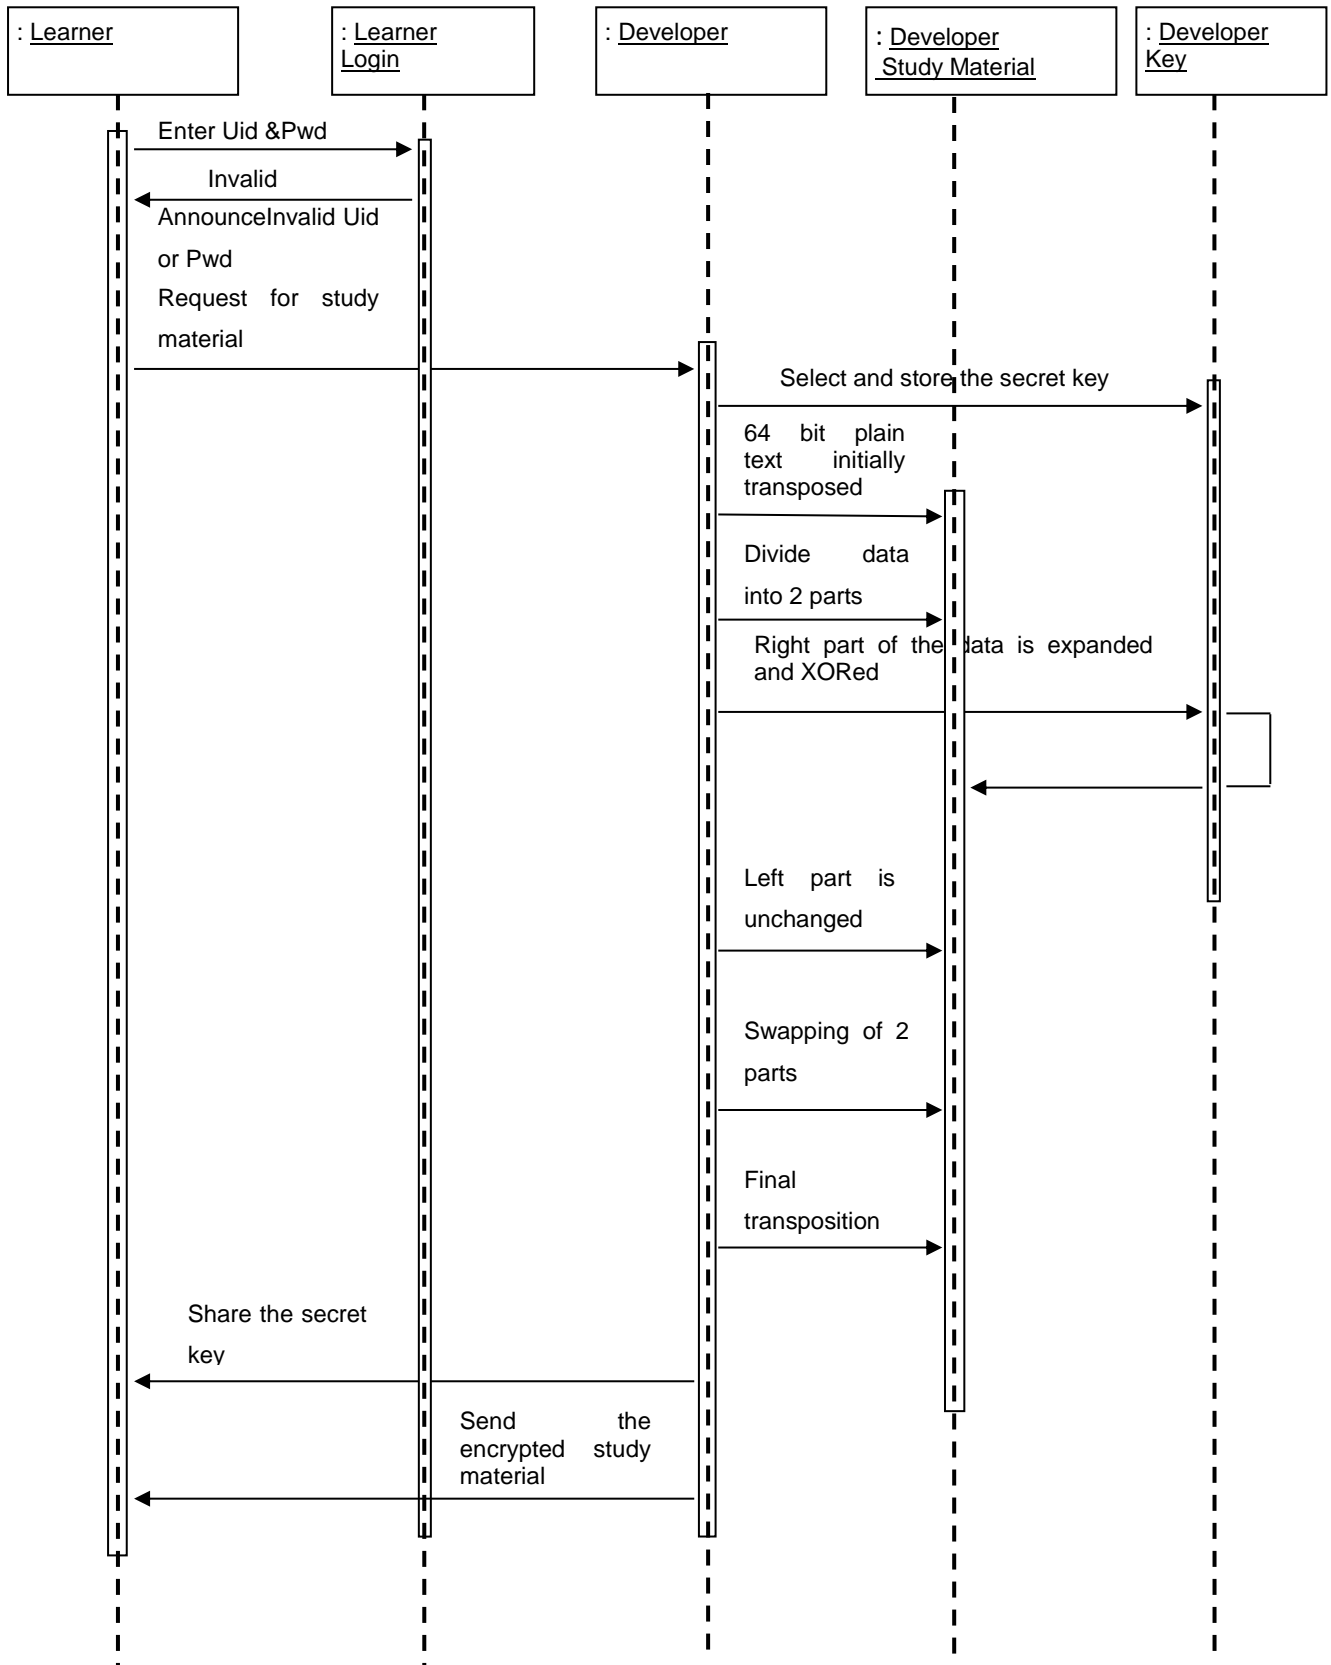 : Learner
: Learner
Login
: Developer
: Developer
Study Material
: Developer
Key
Enter Uid &Pwd
Invalid
AnnounceInvalid Uid
or Pwd
Request for study
material
Select and store the secret key
64 bit plain
text initially
transposed
Divide data
into 2 parts
Right part of the data is expanded
and XORed
Left part is
unchanged
Swapping of 2
parts
Final
transposition
Share the secret
key
Send the
encrypted study
material